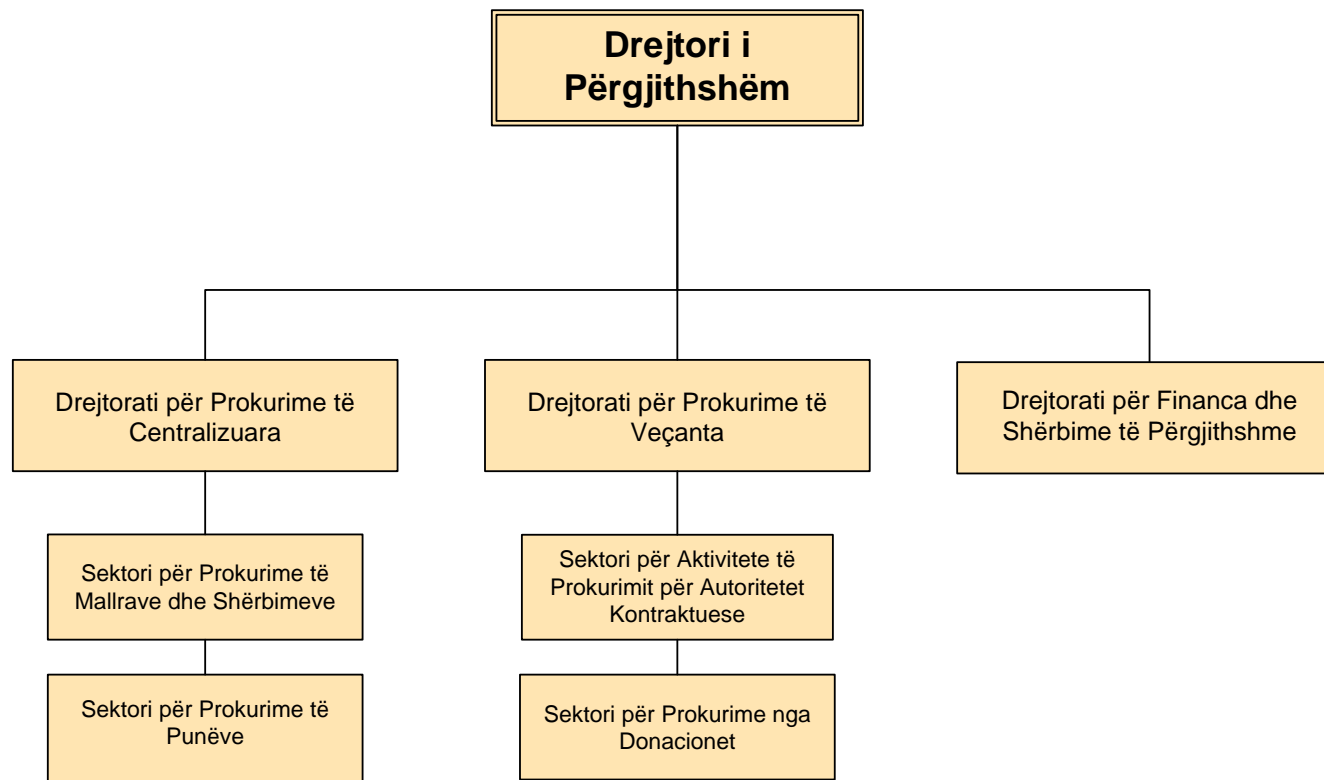 Drejtori i
Përgjithshëm
Drejtorati për Prokurime të
Centralizuara
Drejtorati për Prokurime të
Veçanta
Drejtorati për Financa dhe
Shërbime të Përgjithshme
Sektori për Prokurime të
Mallrave dhe Shërbimeve
Sektori për Aktivitete të
Prokurimit për Autoritetet
Kontraktuese
Sektori për Prokurime të
Punëve
Sektori për Prokurime nga
Donacionet